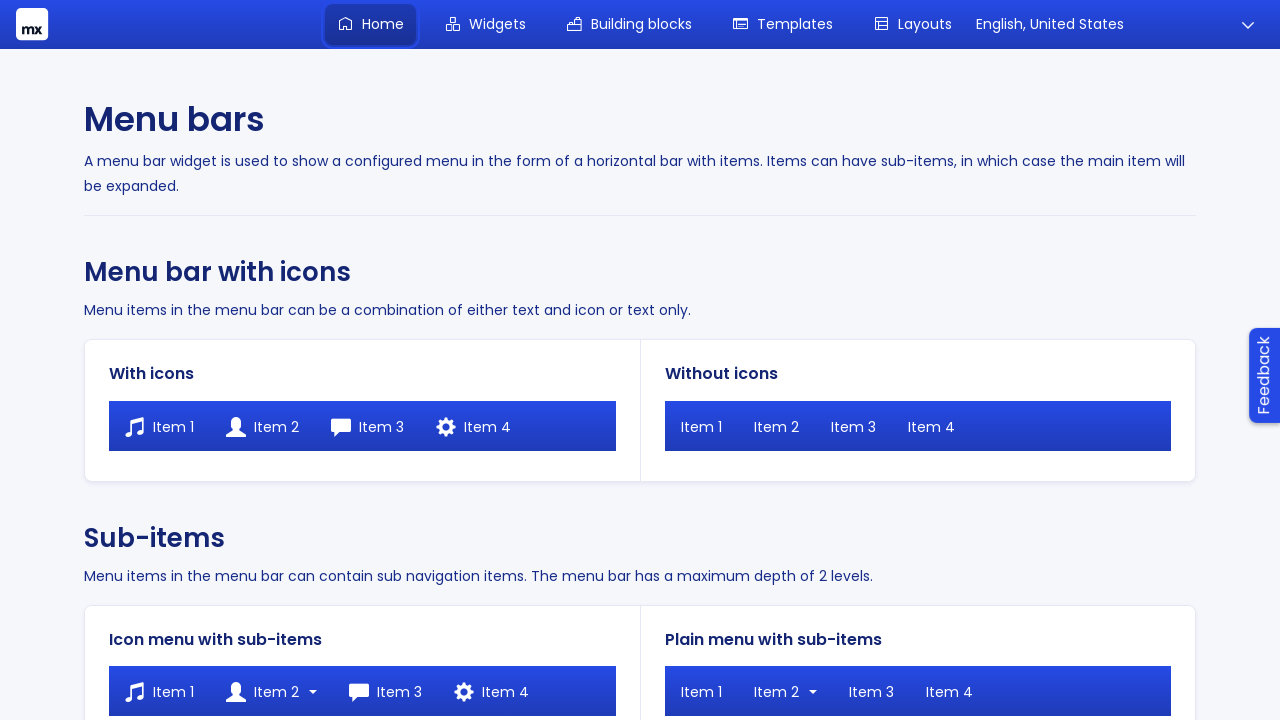 mx
Home
Widgets
Building blocks
Templates
Layouts
English, United States
Menu bars
A menu bar widget is used to show a configured menu in the form of a horizontal bar with items. Items can have sub-items, in which case the main item will
be expanded.
Menu bar with icons
Menu items in the menu bar can be a combination of either text and icon or text only.
With icons
Item 1 Item 2 Item 3 Item 4
Without icons
Item 1 Item 2 Item 3 Item 4
Feedback
Sub-items
Menu items in the menu bar can contain sub navigation items. The menu bar has a maximum depth of 2 levels.
Icon menu with sub-items
Item 1 Item 2 Item 3 Item 4
Plain menu with sub-items
Item 1 Item 2 Item 3 Item 4